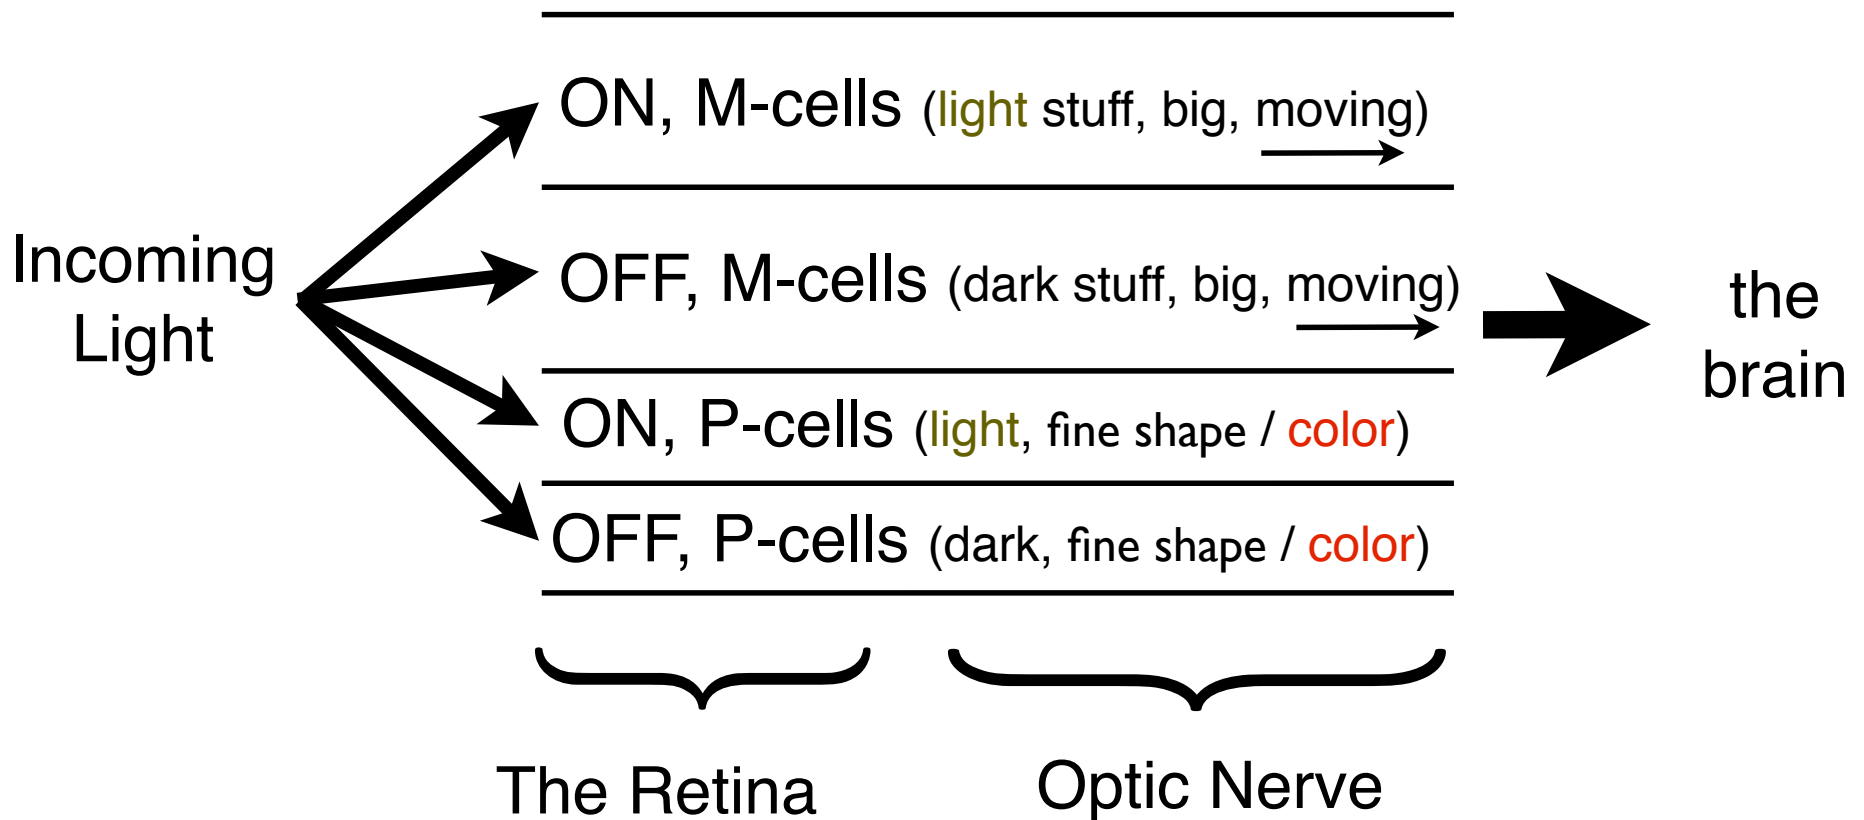 ON, M-cells (light stuff, big, moving)
Incoming
Light
OFF, M-cells (dark stuff, big, moving)
the
brain
ON, P-cells (light, fine shape / color)
OFF, P-cells (dark, fine shape / color)
The Retina
Optic Nerve